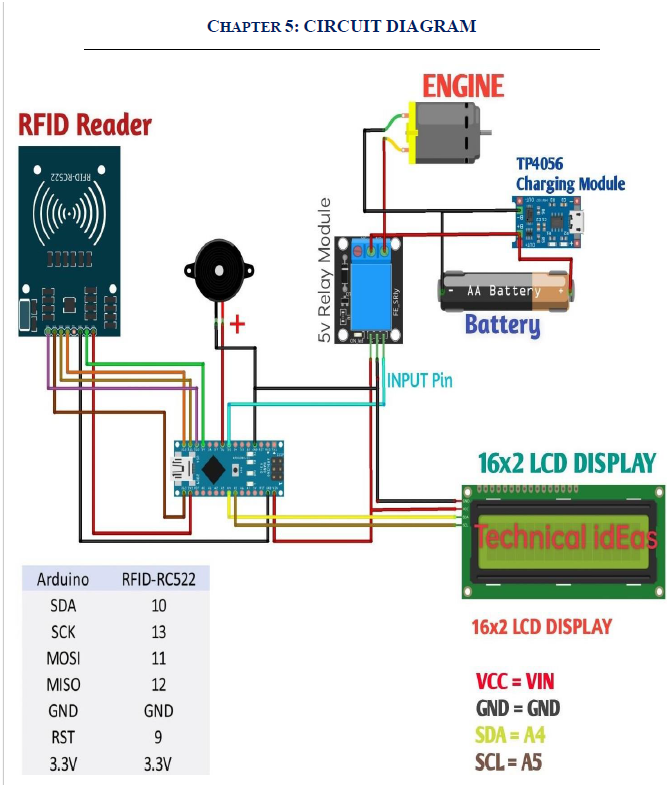 CHAPTER 5: CIRCUIT DIAGRAM
ENGINE
RFID Reader
TP4056
Charging Module
RFID-RC522
5v Relay Module
FE_SRly
AA Battery
Battery
+
INPUT Pin
16x2 LCD DISPLAY
Technical idEas
Arduino RFID-RC522
SDA 10
SCK 13
MOSI 11
MISO 12
GND GND
RST 9
3.3V 3.3V
16x2 LCD DISPLAY
VCC = VIN
GND = GND
SDA = A4
SCL = A5